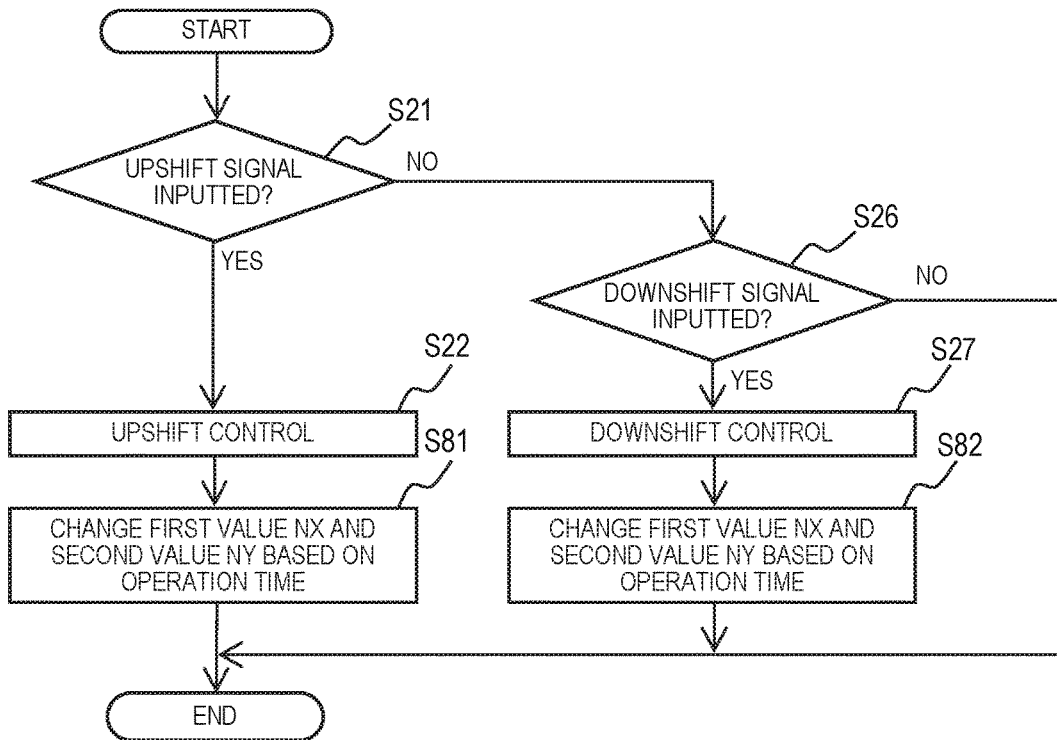 START
S21
UPSHIFT SIGNAL
INPUTTED?
NO
YES
S26
DOWNSHIFT SIGNAL
INPUTTED?
NO
YES
S22
UPSHIFT CONTROL
S27
DOWNSHIFT CONTROL
S81
CHANGE FIRST VALUE NX AND
SECOND VALUE NY BASED ON
OPERATION TIME
S82
CHANGE FIRST VALUE NX AND
SECOND VALUE NY BASED ON
OPERATION TIME
END